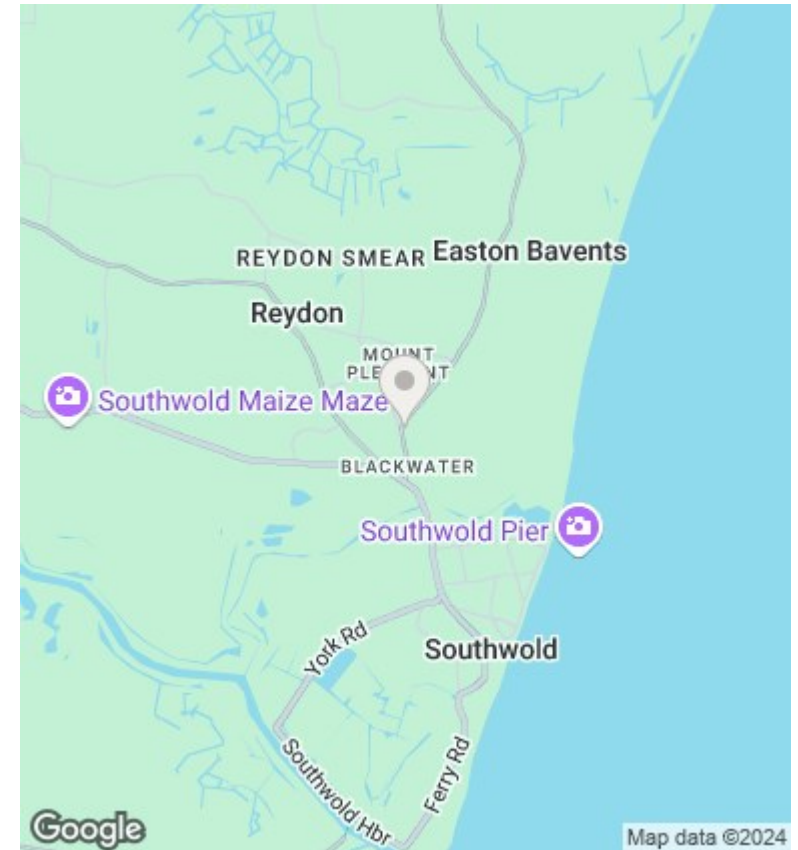 REYDON SMEAR
Easton Bavents
Reydon
MOUNT
Southwold Maize Maze
BLACKWATER
Southwold Pier
York Rd
Southwold
Southwold Hbr
Ferry Rd
Google
Map data ©2024